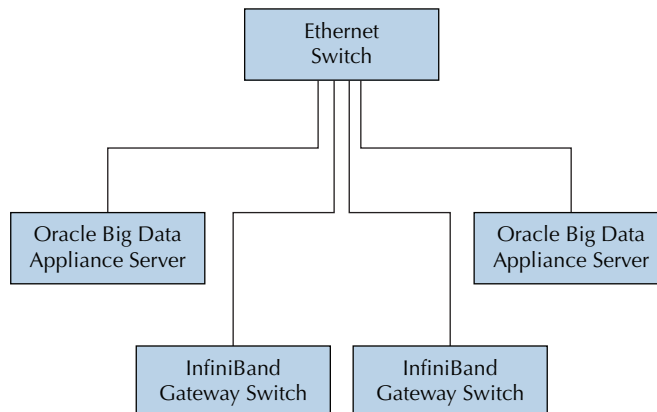 Ethernet
Switch
Oracle Big Data
Appliance Server
Oracle Big Data
Appliance Server
InfiniBand
Gateway Switch
InfiniBand
Gateway Switch